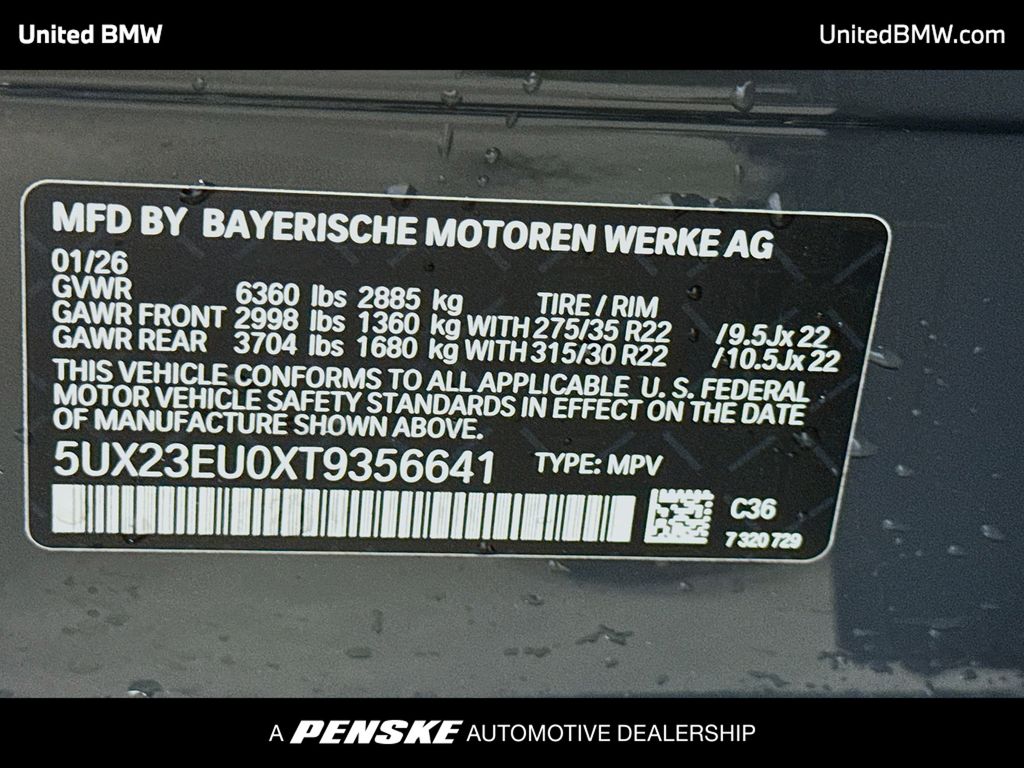 United BMW
UnitedBMW.com
MFD BY BAYERISCHE MOTOREN WERKE AG
01/26
GVWR 6360 lbs 2885 kg TIRE / RIM
GAWR FRONT 2998 lbs 1360 kg WITH 275/35 R22 /9.5Jx22
GAWR REAR 3704 lbs 1680 kg WITH 315/30 R22 /10.5Jx22
THIS VEHICLE CONFORMS TO ALL APPLICABLE U.S. FEDERAL
MOTOR VEHICLE SAFETY STANDARDS IN EFFECT ON THE DATE
OF MANUFACTURE SHOWN ABOVE.
5UX23EU0XT9356641 TYPE: MPV
C36
7 320 729
A PENSKE AUTOMOTIVE DEALERSHIP